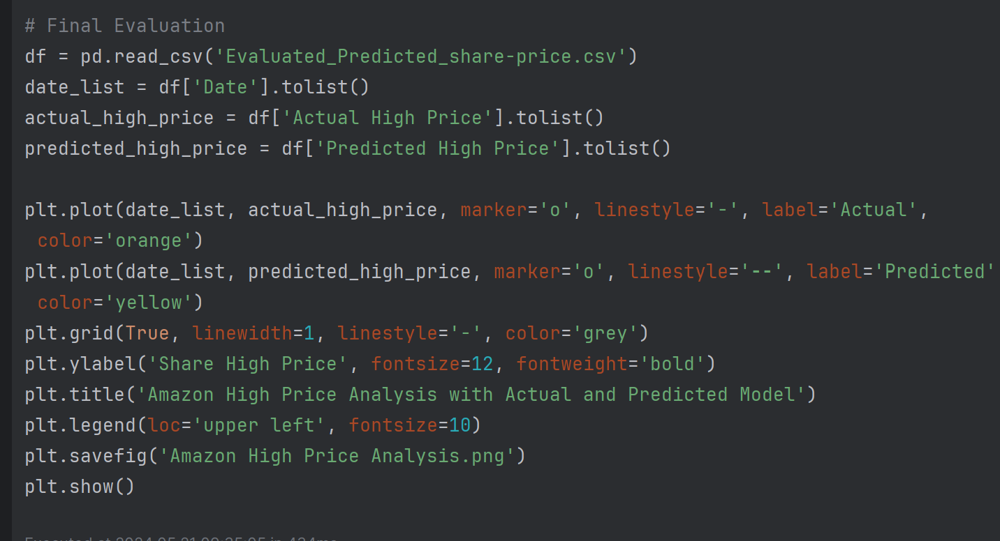 # Final Evaluation
df = pd.read_csv('Evaluated_Predicted_share-price.csv')
date_list = df['Date'].tolist()
actual_high_price = df['Actual High Price'].tolist()
predicted_high_price = df['Predicted High Price'].tolist()
plt.plot(date_list, actual_high_price, marker='o', linestyle='-', label='Actual',
color='orange')
plt.plot(date_list, predicted_high_price, marker='o', linestyle='--', label='Predicted'
color='yellow')
plt.grid(True, linewidth=1, linestyle='-', color='grey')
plt.ylabel('Share High Price', fontsize=12, fontweight='bold')
plt.title('Amazon High Price Analysis with Actual and Predicted Model')
plt.legend(loc='upper left', fontsize=10)
plt.savefig('Amazon High Price Analysis.png')
plt.show()